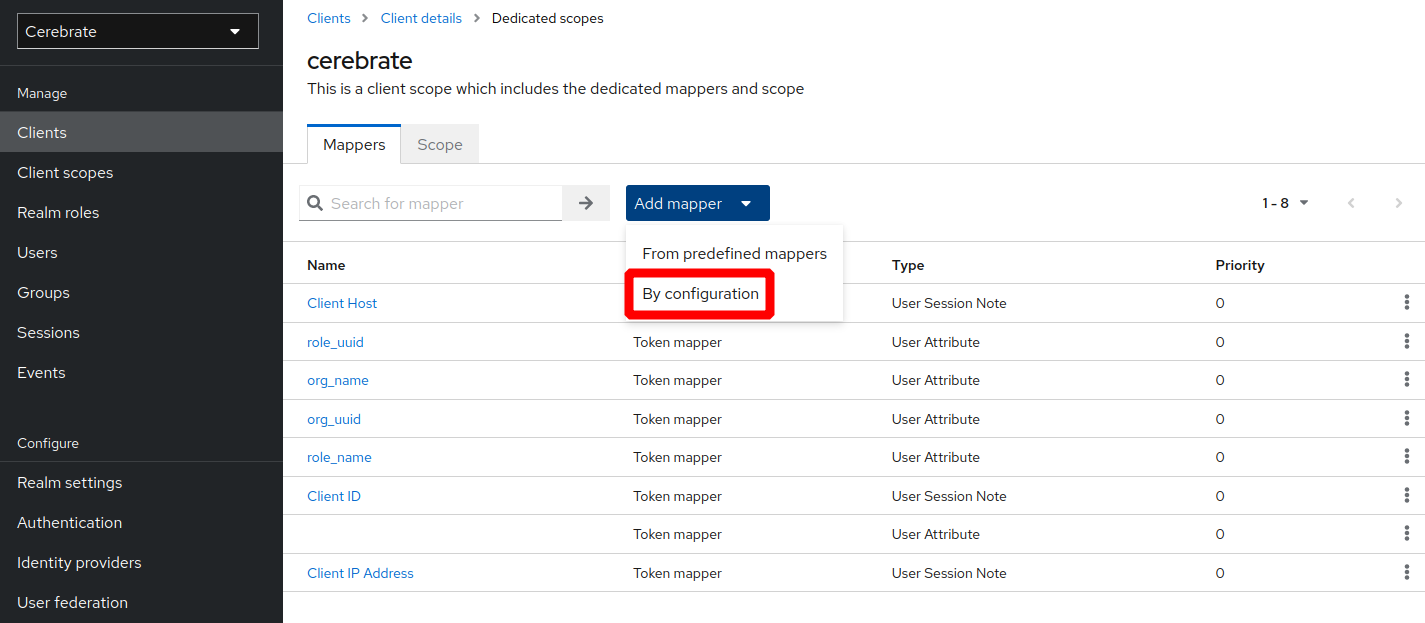 Cerebrate
Manage
Clients
Client scopes
Realm roles
Users
Groups
Sessions
Events
Configure
Realm settings
Authentication
Identity providers
User federation
Clients > Client details > Dedicated scopes
cerebrate
This is a client scope which includes the dedicated mappers and scope
Mappers Scope
Search for mapper Add mapper 1 - 8
From predefined mappers
By configuration
Name Type Priority
Client Host User Session Note 0
role_uuid Token mapper User Attribute 0
org_name Token mapper User Attribute 0
org_uuid Token mapper User Attribute 0
role_name Token mapper User Attribute 0
Client ID Token mapper User Session Note 0
Token mapper User Attribute 0
Client IP Address Token mapper User Session Note 0